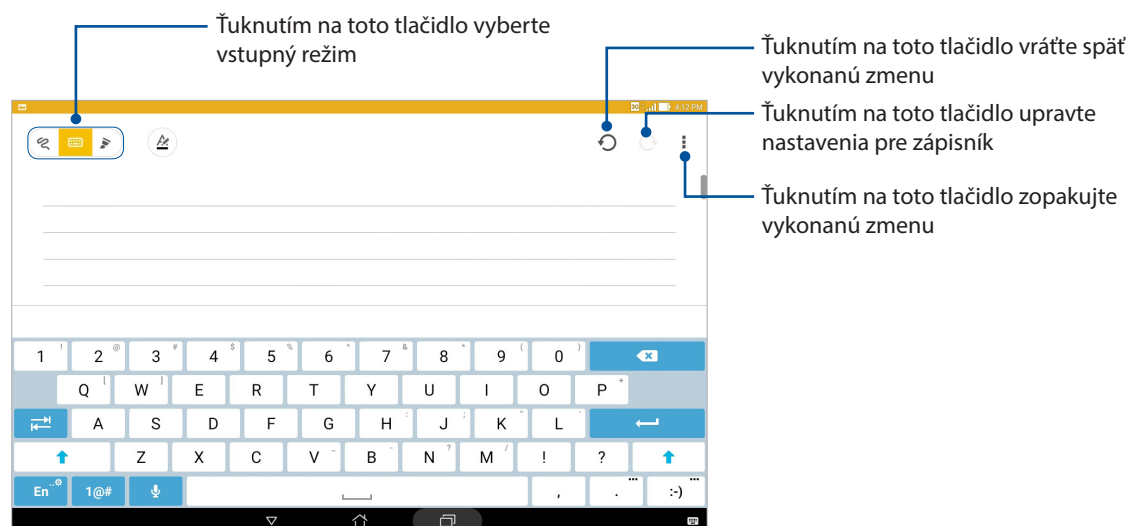 Ťuknutím na toto tlačidlo vyberte
vstupný režim
Ťuknutím na toto tlačidlo vráťte späť
vykonanú zmenu
Ťuknutím na toto tlačidlo upravte
nastavenia pre zápisník
Ťuknutím na toto tlačidlo zopakujte
vykonanú zmenu
3G 4:12 PM
1 ! 2 @ 3 # 4 $ 5 % 6 ^ 7 & 8 * 9 ( 0 )
Q [ W ] E R T Y U I O P +
A S D F G H : J ; K " L '
Z X C V - B N ? M / ! ?
En 1@# , . :-)